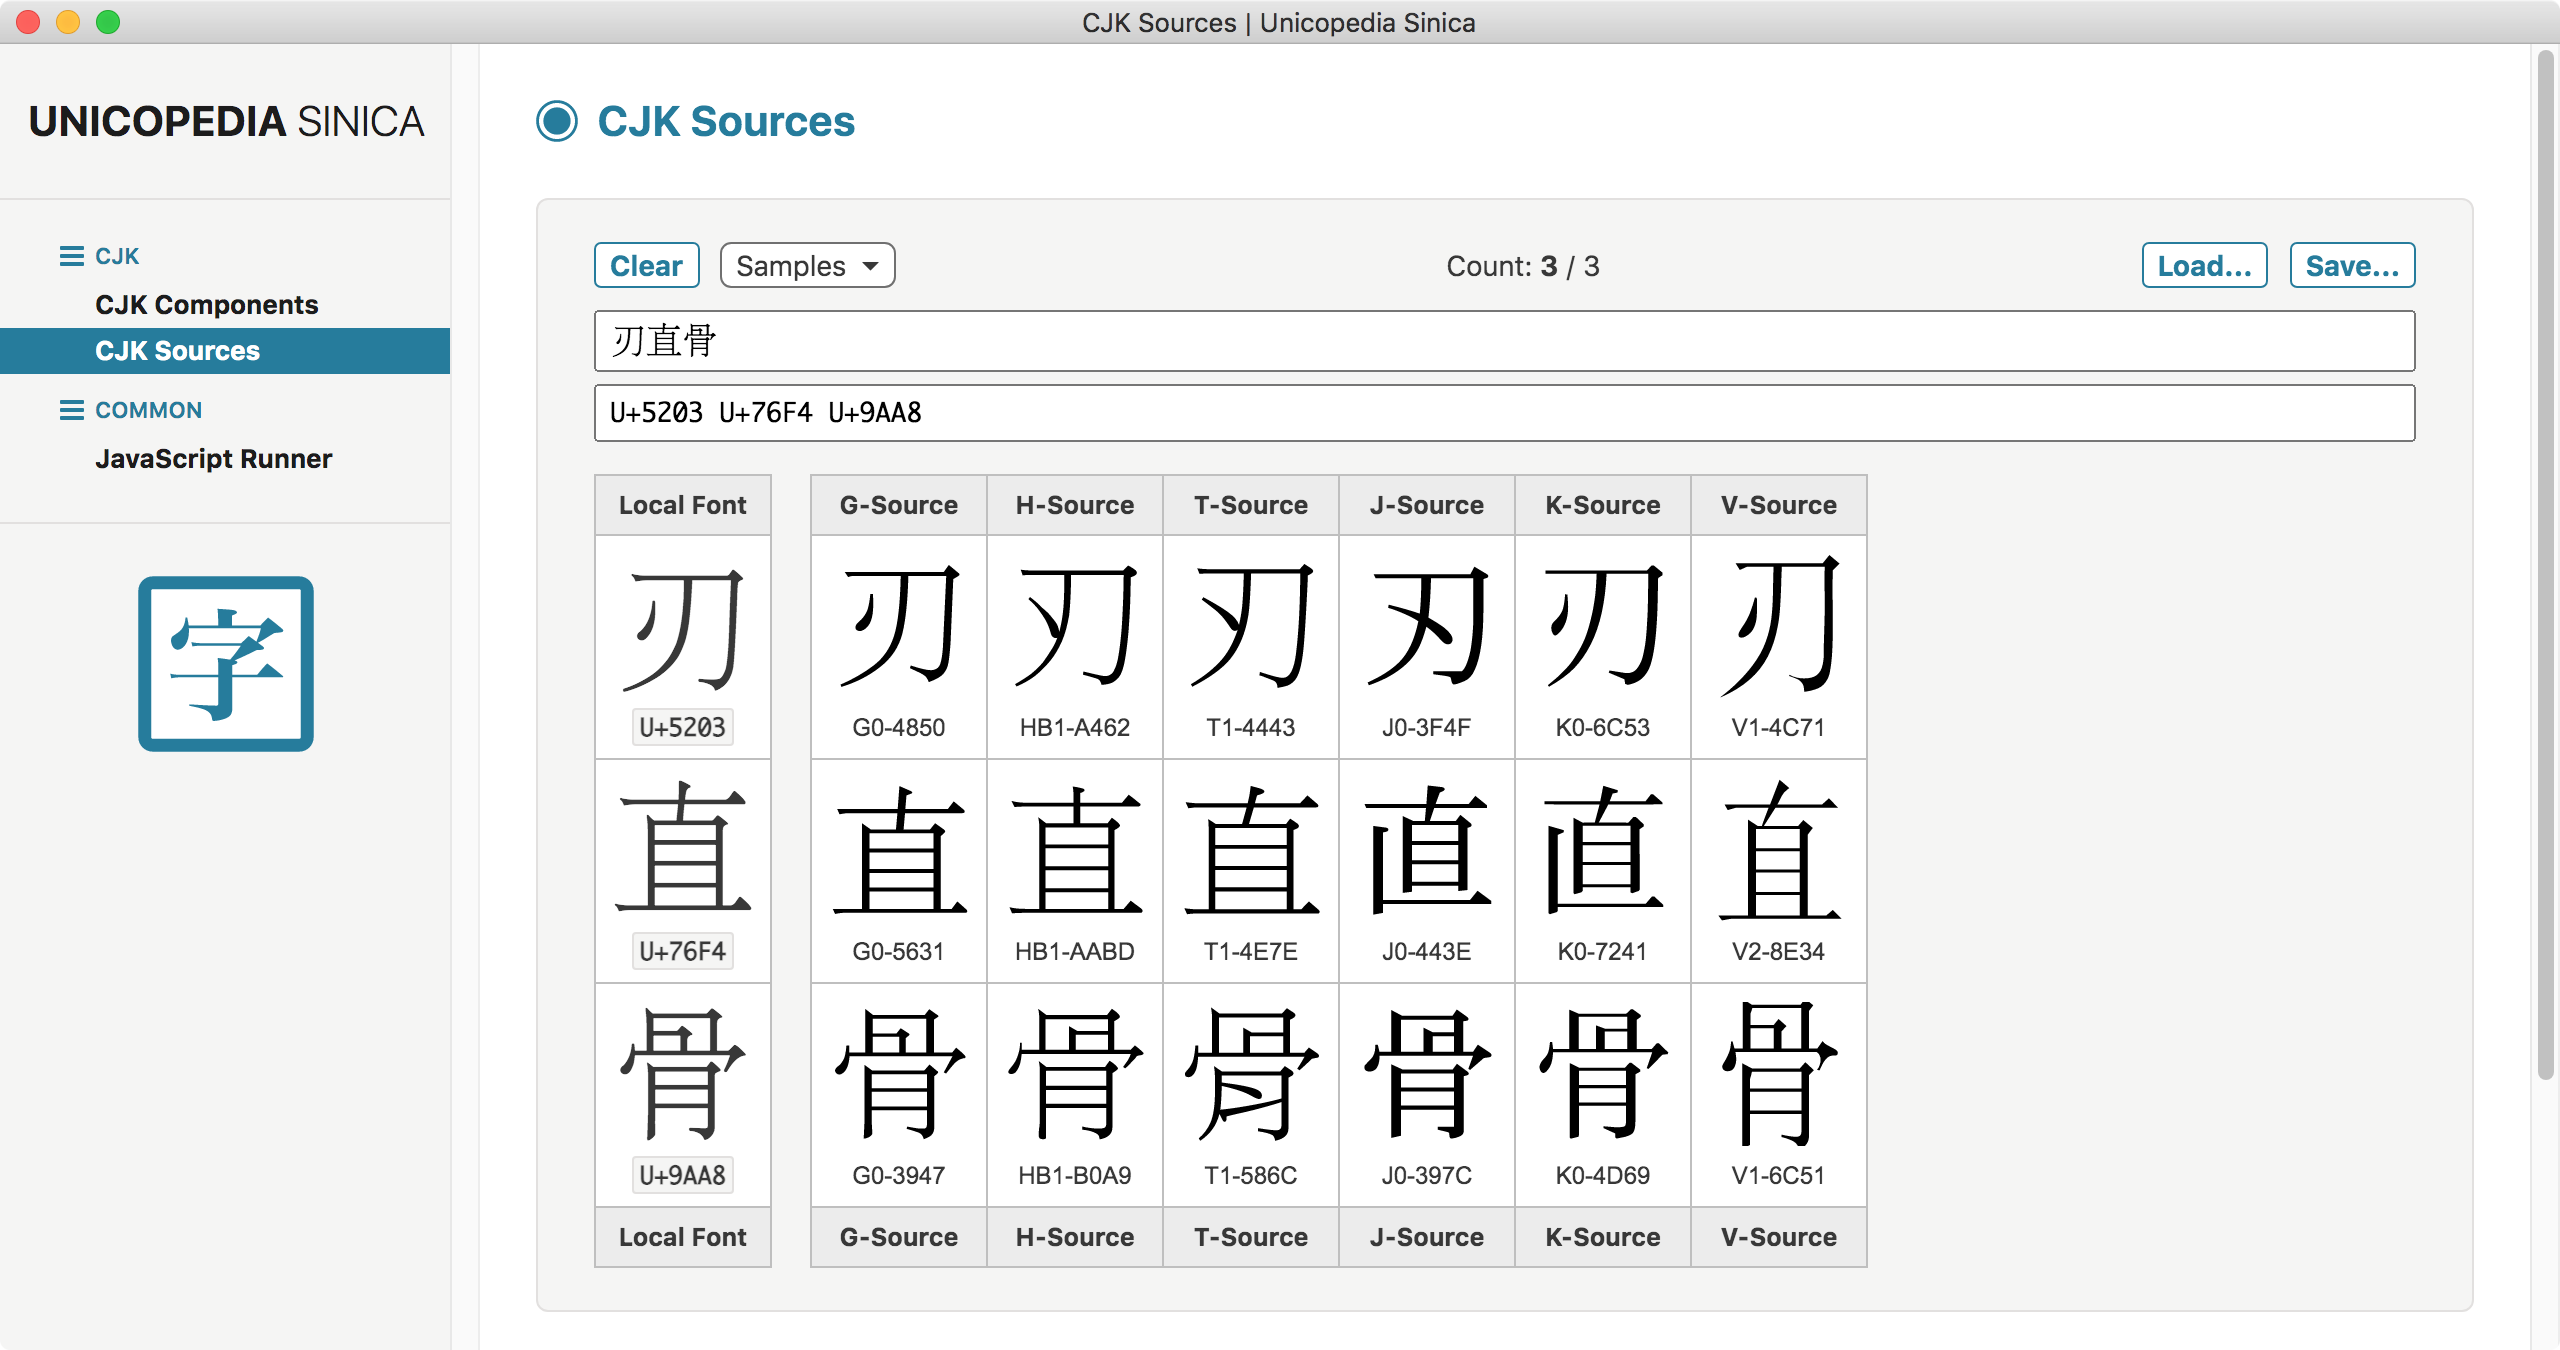 CJK Sources | Unicopedia Sinica
UNICOPEDIA SINICA
CJK
CJK Components
CJK Sources
COMMON
JavaScript Runner
字
CJK Sources
Clear Samples Count: 3 / 3 Load... Save...
刃直骨
U+5203 U+76F4 U+9AA8
Local Font G-Source H-Source T-Source J-Source K-Source V-Source
刃 刃 刃 刃 刃 刃 刃
U+5203 G0-4850 HB1-A462 T1-4443 J0-3F4F K0-6C53 V1-4C71
直 直 直 直 直 直 直
U+76F4 G0-5631 HB1-AABD T1-4E7E J0-443E K0-7241 V2-8E34
骨 骨 骨 骨 骨 骨 骨
U+9AA8 G0-3947 HB1-B0A9 T1-586C J0-397C K0-4D69 V1-6C51
Local Font G-Source H-Source T-Source J-Source K-Source V-Source